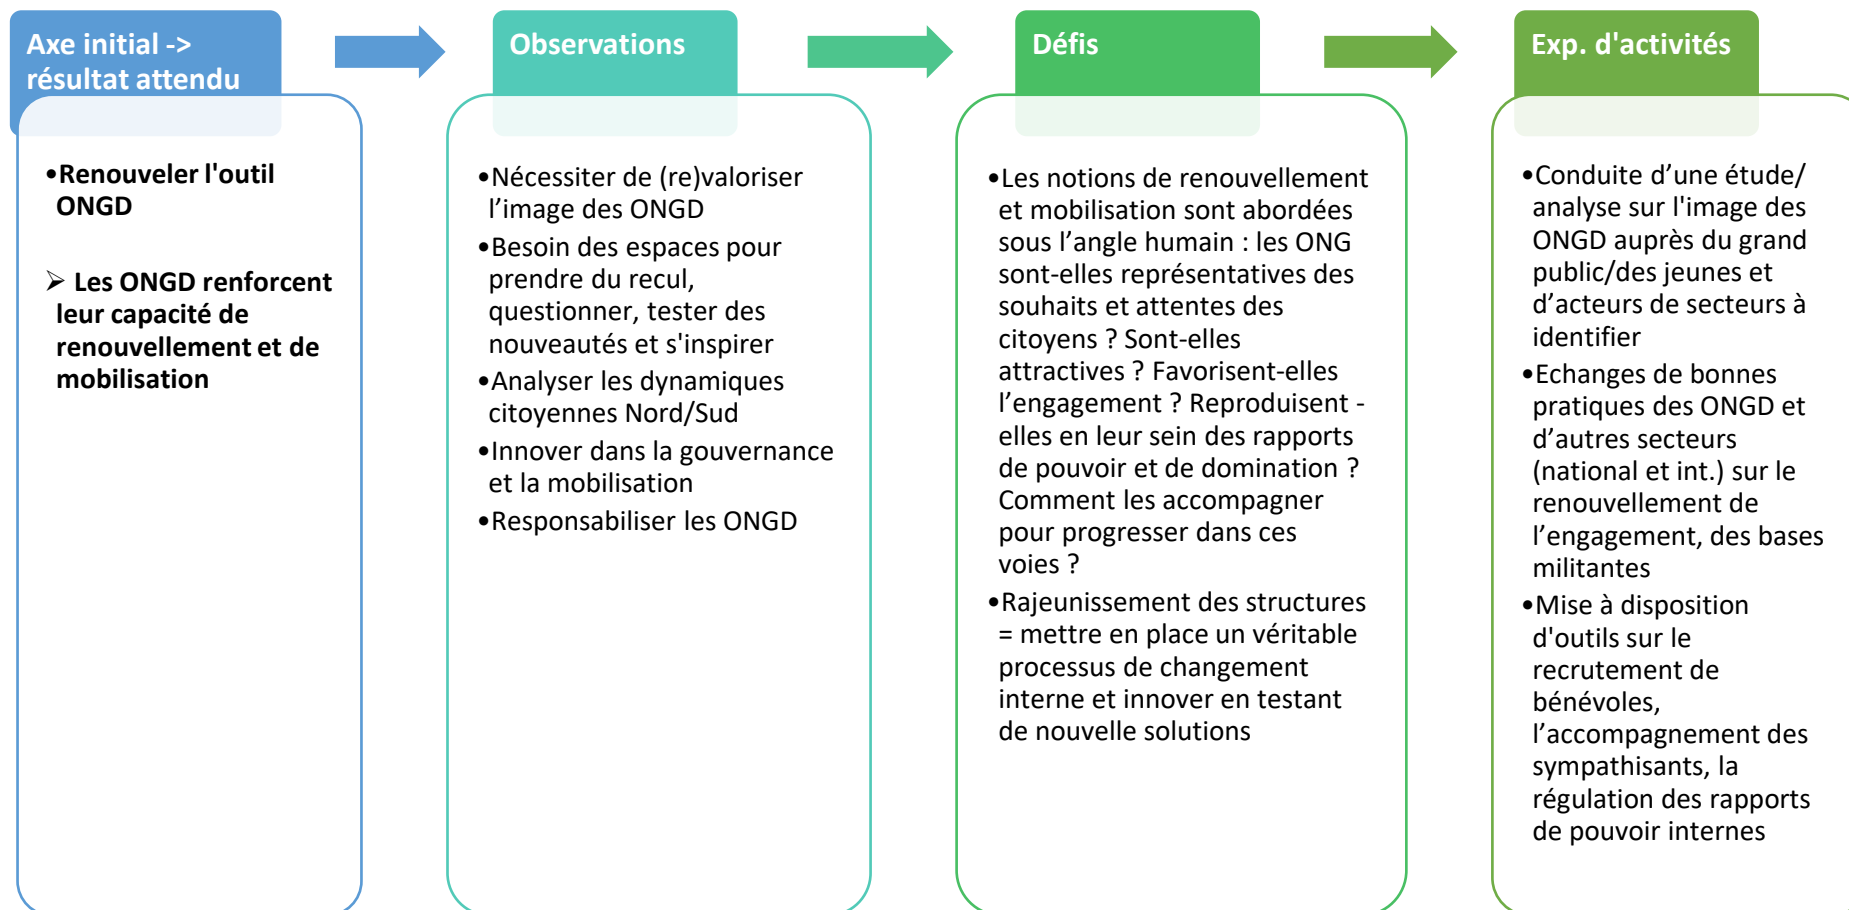 Axe initial ->
résultat attendu
•Renouveler l'outil
ONGD
➢ Les ONGD renforcent
leur capacité de
renouvellement et de
mobilisation
Observations
•Nécessiter de (re)valoriser
l’image des ONGD
•Besoin des espaces pour
prendre du recul,
questionner, tester des
nouveautés et s'inspirer
•Analyser les dynamiques
citoyennes Nord/Sud
•Innover dans la gouvernance
et la mobilisation
•Responsabiliser les ONGD
Défis
•Les notions de renouvellement
et mobilisation sont abordées
sous l’angle humain : les ONG
sont-elles représentatives des
souhaits et attentes des
citoyens ? Sont-elles
attractives ? Favorisent-elles
l’engagement ? Reproduisent -
elles en leur sein des rapports
de pouvoir et de domination ?
Comment les accompagner
pour progresser dans ces
voies ?
•Rajeunissement des structures
= mettre en place un véritable
processus de changement
interne et innover en testant
de nouvelle solutions
Exp. d'activités
•Conduite d’une étude/
analyse sur l'image des
ONGD auprès du grand
public/des jeunes et
d’acteurs de secteurs à
identifier
•Echanges de bonnes
pratiques des ONGD et
d’autres secteurs
(national et int.) sur le
renouvellement de
l’engagement, des bases
militantes
•Mise à disposition
d'outils sur le
recrutement de
bénévoles,
l’accompagnement des
sympathisants, la
régulation des rapports
de pouvoir internes